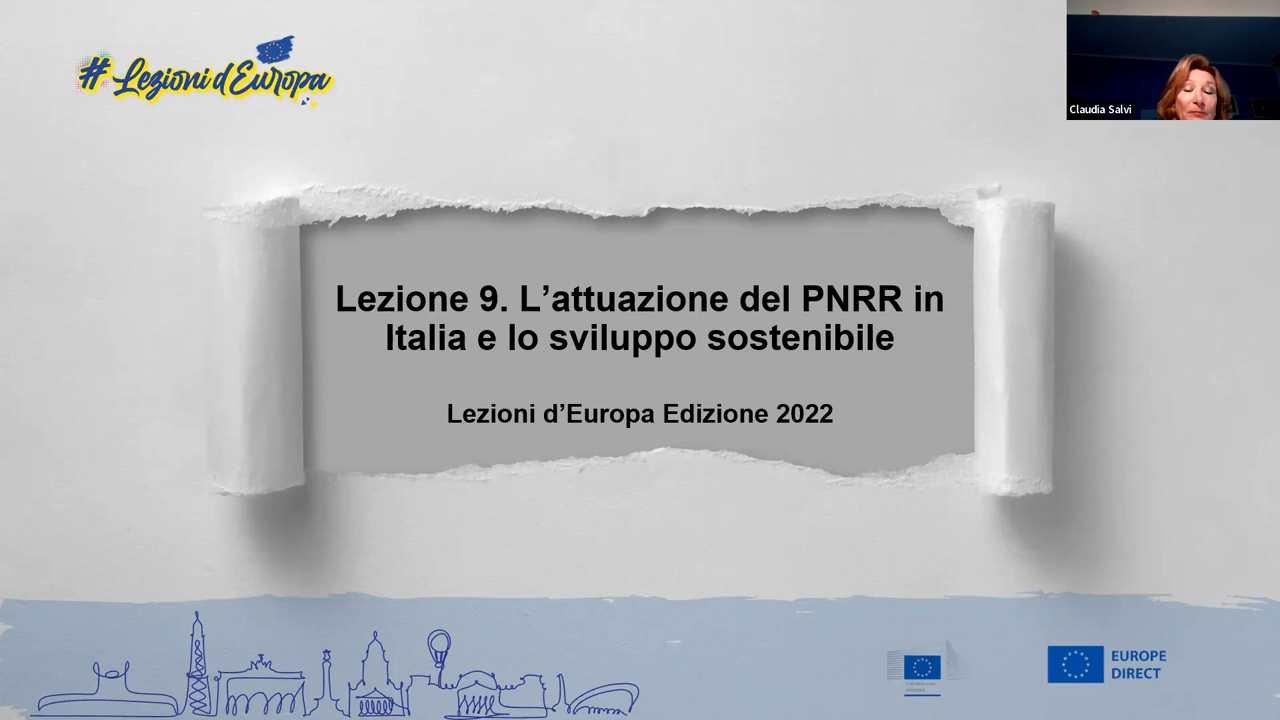 #Lezioni d'Europa
Claudia Salvi
Lezione 9. L’attuazione del PNRR in
Italia e lo sviluppo sostenibile
Lezioni d’Europa Edizione 2022
EUROPE
DIRECT